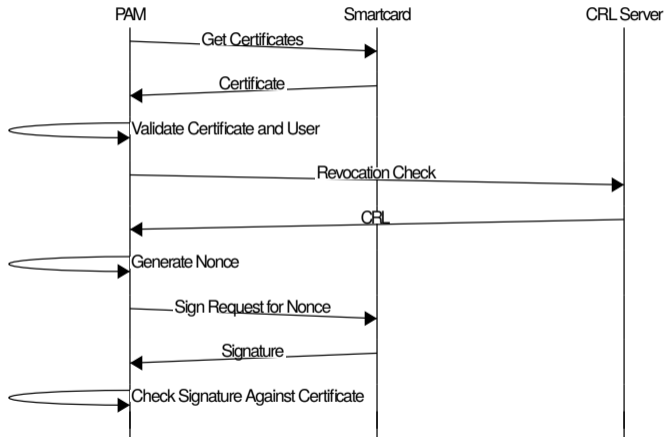 PAM Smartcard CRL Server
Get Certificates
Certificate
Validate Certificate and User
Revocation Check
CRL
Generate Nonce
Sign Request for Nonce
Signature
Check Signature Against Certificate